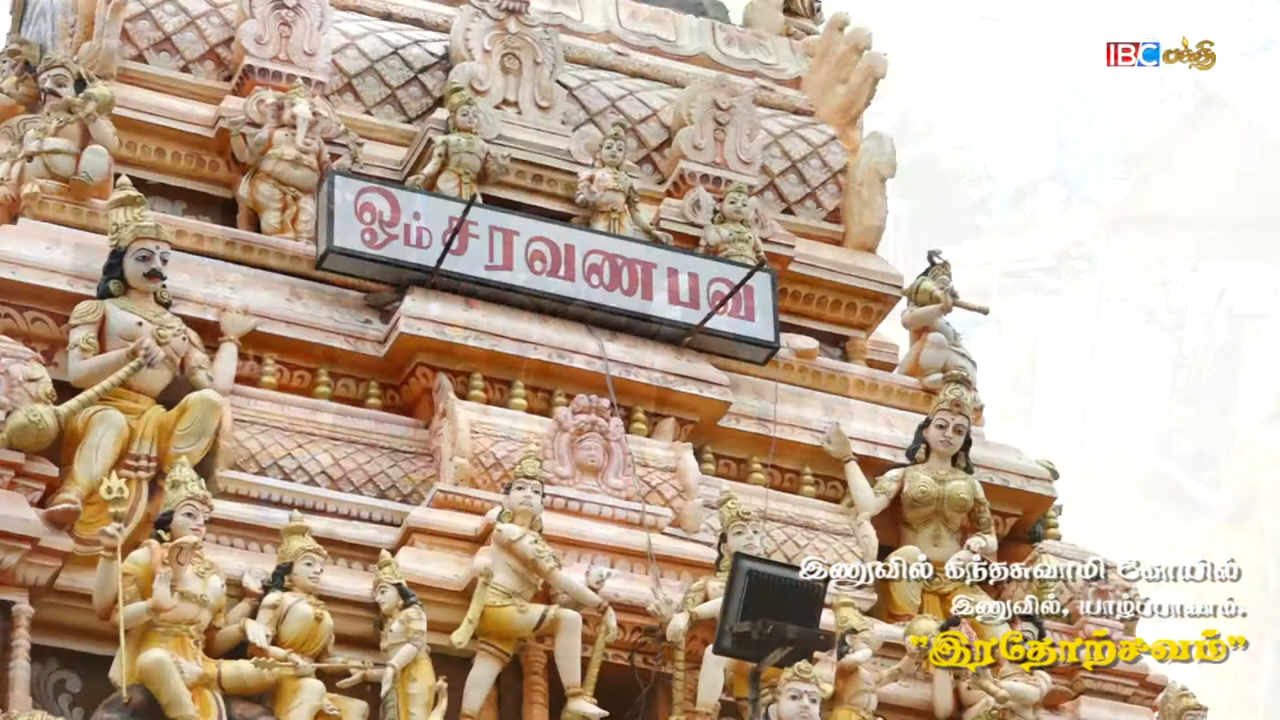 IBC பக்தி
ஓம் சரவணபவ
இணுவில் கந்தசுவாமி கோயில்
இணுவில், யாழ்ப்பாணம்.
"இரதோற்சவம்"